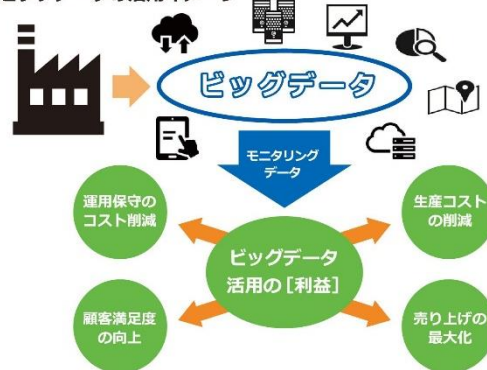 ビッグデータ
モニタリング
データ
運用保守の
コスト削減
生産コスト
の削減
ビッグデータ
活用の［利益］
顧客満足度
の向上
売り上げの
最大化